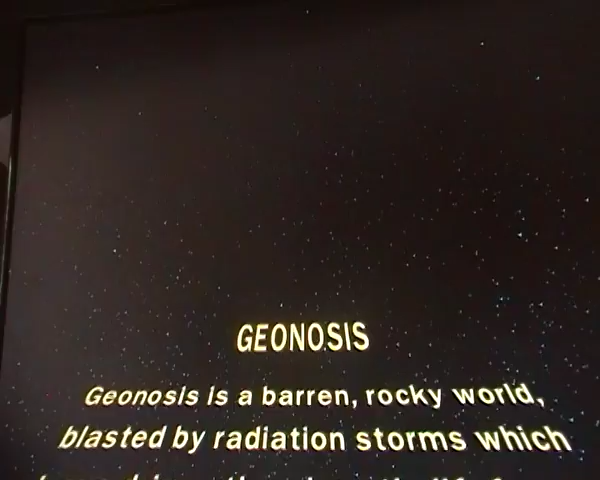 GEONOSIS
Geonosis is a barren, rocky world,
blasted by radiation storms which